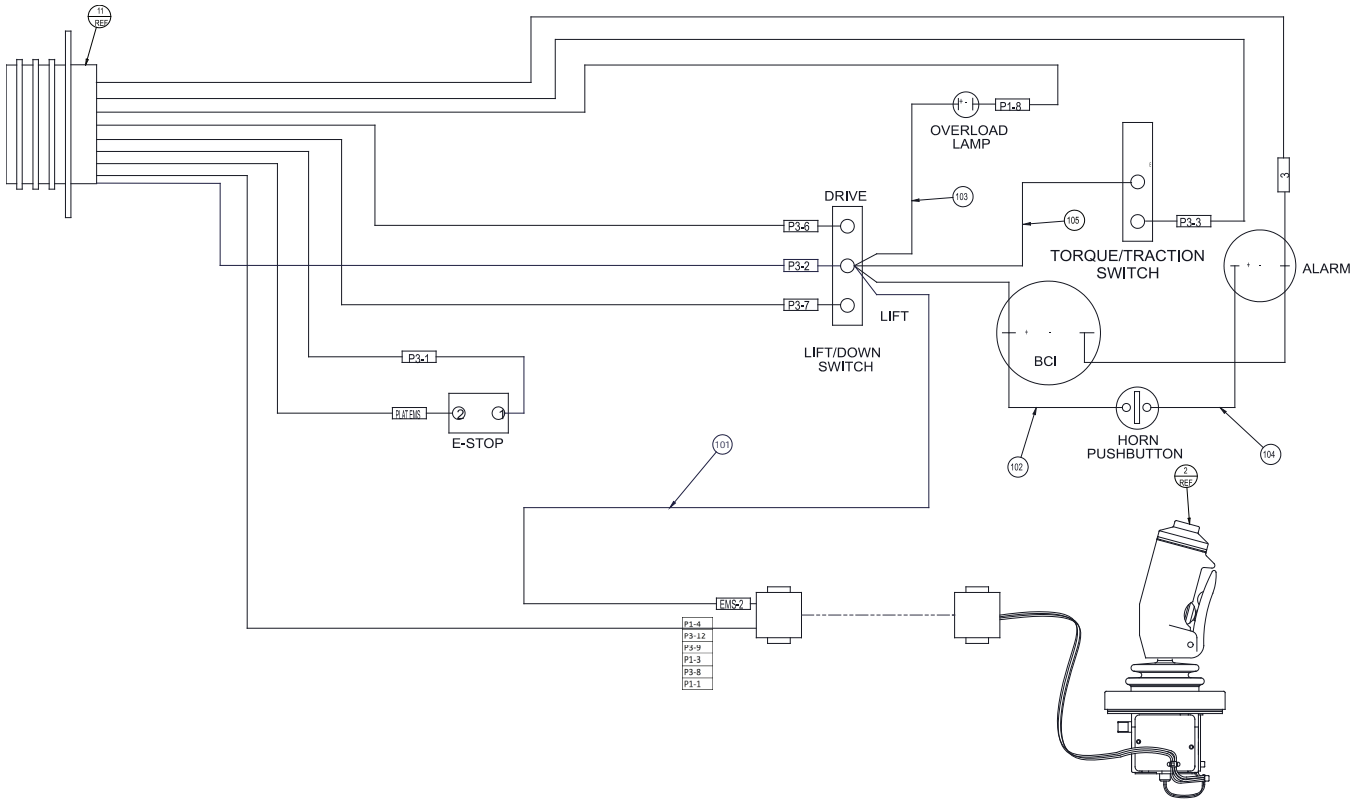 11
REF
P1-8
+ -
OVERLOAD
LAMP
3
DRIVE
103
P3-6
105
P3-3
TORQUE/TRACTION
SWITCH
P3-2
+ -
ALARM
P3-7
LIFT
+ -
BCI
LIFT/DOWN
SWITCH
P3-1
PLAT EMS
2
1
E-STOP
HORN
PUSHBUTTON
101
102
104
2
REF
EMS-2
P1-4
P3-12
P3-9
P1-3
P3-8
P1-1